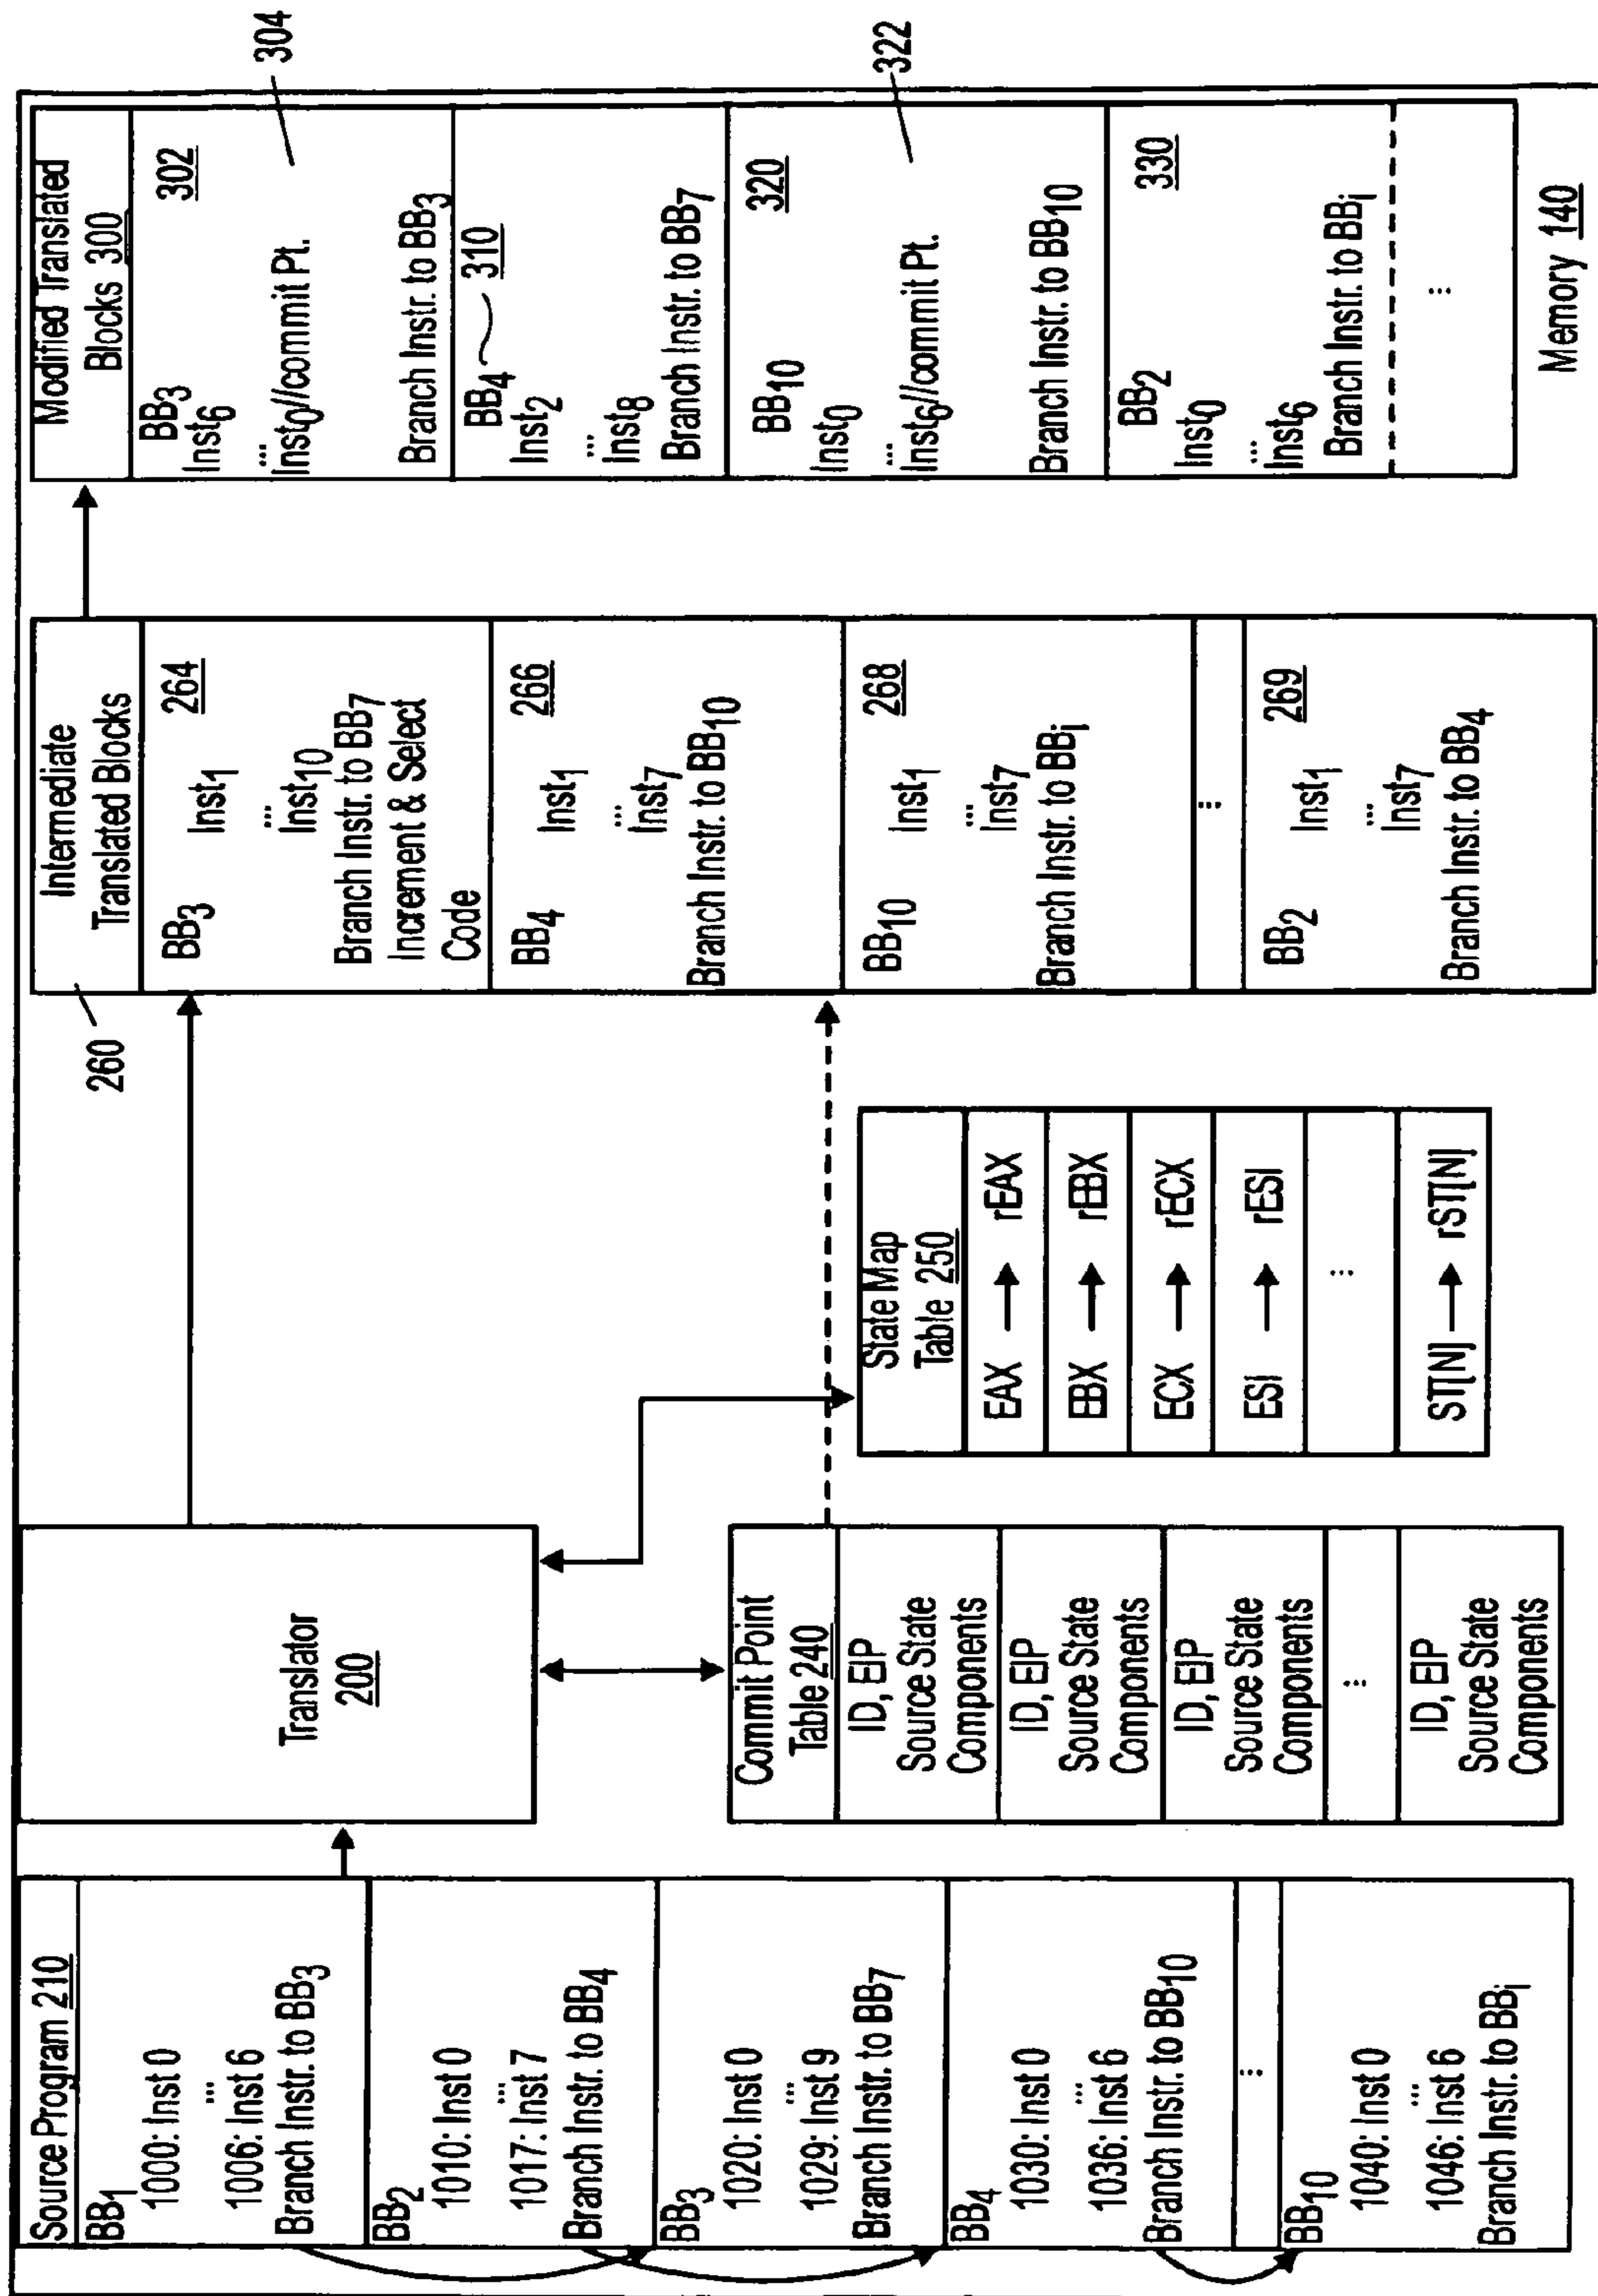 Source Program 210
BB1
1000: Inst 0
...
1006: Inst 6
Branch Instr. to BB3
BB2
1010: Inst 0
...
1017: Inst 7
Branch Instr. to BB4
BB3
1020: Inst 0
...
1029: Inst 9
Branch Instr. to BB7
BB4
1030: Inst 0
...
1036: Inst 6
Branch Instr. to BB10
...
BB10
1040: Inst 0
...
1046: Inst 6
Branch Instr. to BBi
Translator
200
Commit Point
Table 240
ID, EIP
Source State
Components
ID, EIP
Source State
Components
ID, EIP
Source State
Components
...
ID, EIP
Source State
Components
State Map
Table 250
EAX → rEAX
EBX → rEBX
ECX → rECX
ESI → rESI
...
ST[N] → rST[N]
260
Intermediate
Translated Blocks
BB3 264
Inst1
...
Inst10
Branch Instr. to BB7
Increment & Select
Code
BB4 266
Inst1
...
Inst7
Branch Instr. to BB10
BB10 268
Inst1
...
Inst7
Branch Instr. to BBi
...
BB2 269
Inst1
...
Inst7
Branch Instr. to BB4
Modified Translated
Blocks 300
BB3 302
Inst6
...
Inst0//commit Pt.
304
Branch Instr. to BB3
BB4 310
Inst2
...
Inst8
Branch Instr. to BB7
BB10 320
Inst0
...
Inst6//commit Pt.
322
Branch Instr. to BB10
BB2 330
Inst0
...
Inst6
Branch Instr. to BBi
...
Memory 140